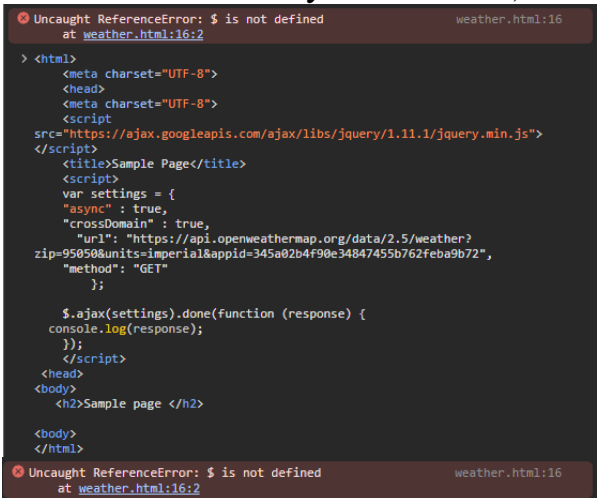 Uncaught ReferenceError: $ is not defined weather.html:16
at weather.html:16:2
> <html>
<meta charset="UTF-8">
<head>
<meta charset="UTF-8">
<script
src="https://ajax.googleapis.com/ajax/libs/jquery/1.11.1/jquery.min.js">
</script>
<title>Sample Page</title>
<script>
var settings = {
"async" : true,
"crossDomain" : true,
"url": "https://api.openweathermap.org/data/2.5/weather?
zip=95050&units=imperial&appid=345a02b4f90e34847455b762feba9b72",
"method": "GET"
};
$.ajax(settings).done(function (response) {
console.log(response);
});
</script>
<head>
<body>
<h2>Sample page </h2>
<body>
</html>
Uncaught ReferenceError: $ is not defined weather.html:16
at weather.html:16:2